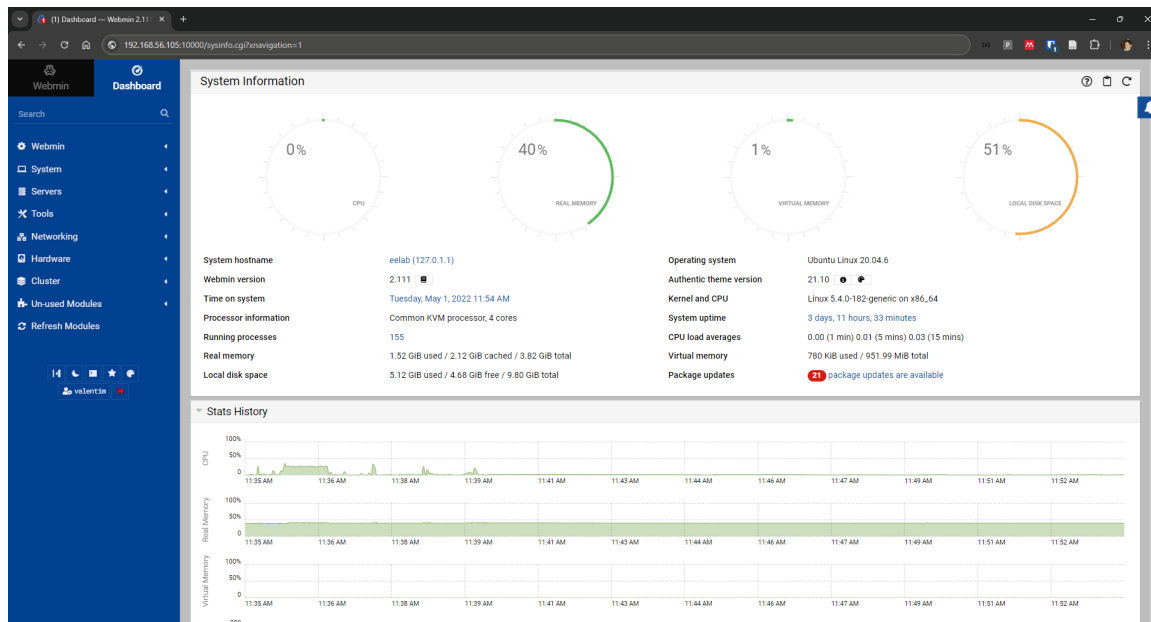 (1) Dashboard — Webmin 2.11
192.168.56.105:10000/sysinfo.cgi?xnavigation=1
Webmin
Dashboard
Search
Webmin
System
Servers
Tools
Networking
Hardware
Cluster
Un-used Modules
Refresh Modules
valentim
System Information
0%
CPU
40%
REAL MEMORY
1%
VIRTUAL MEMORY
51%
LOCAL DISK SPACE
System hostname eelab (127.0.1.1) Operating system Ubuntu Linux 20.04.6
Webmin version 2.111 Authentic theme version 21.10
Time on system Tuesday, May 1, 2022 11:54 AM Kernel and CPU Linux 5.4.0-182-generic on x86_64
Processor information Common KVM processor, 4 cores System uptime 3 days, 11 hours, 33 minutes
Running processes 155 CPU load averages 0.00 (1 min) 0.01 (5 mins) 0.03 (15 mins)
Real memory 1.52 GiB used / 2.12 GiB cached / 3.82 GiB total Virtual memory 780 KiB used / 951.99 MiB total
Local disk space 5.12 GiB used / 4.68 GiB free / 9.80 GiB total Package updates 21 package updates are available
Stats History
CPU
100%
50%
0
11:35 AM 11:36 AM 11:38 AM 11:39 AM 11:41 AM 11:43 AM 11:44 AM 11:46 AM 11:47 AM 11:49 AM 11:51 AM 11:52 AM
Real Memory
100%
50%
0
11:35 AM 11:36 AM 11:38 AM 11:39 AM 11:41 AM 11:43 AM 11:44 AM 11:46 AM 11:47 AM 11:49 AM 11:51 AM 11:52 AM
Virtual Memory
100%
50%
0
11:35 AM 11:36 AM 11:38 AM 11:39 AM 11:41 AM 11:43 AM 11:44 AM 11:46 AM 11:47 AM 11:49 AM 11:51 AM 11:52 AM